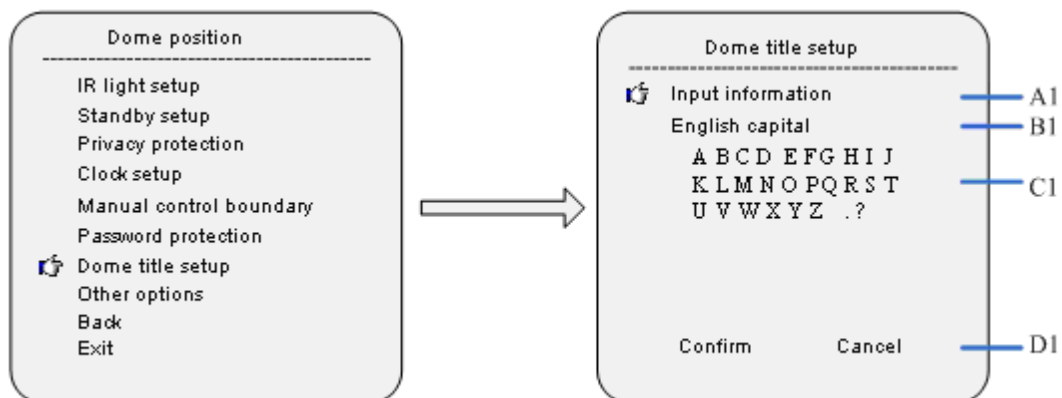 Dome position
IR light setup
Standby setup
Privacy protection
Clock setup
Manual control boundary
Password protection
Dome title setup
Other options
Back
Exit
Dome title setup
Input information
English capital
A B C D E F G H I J
K L M N O P Q R S T
U V W X Y Z . ?
Confirm Cancel
A1
B1
C1
D1